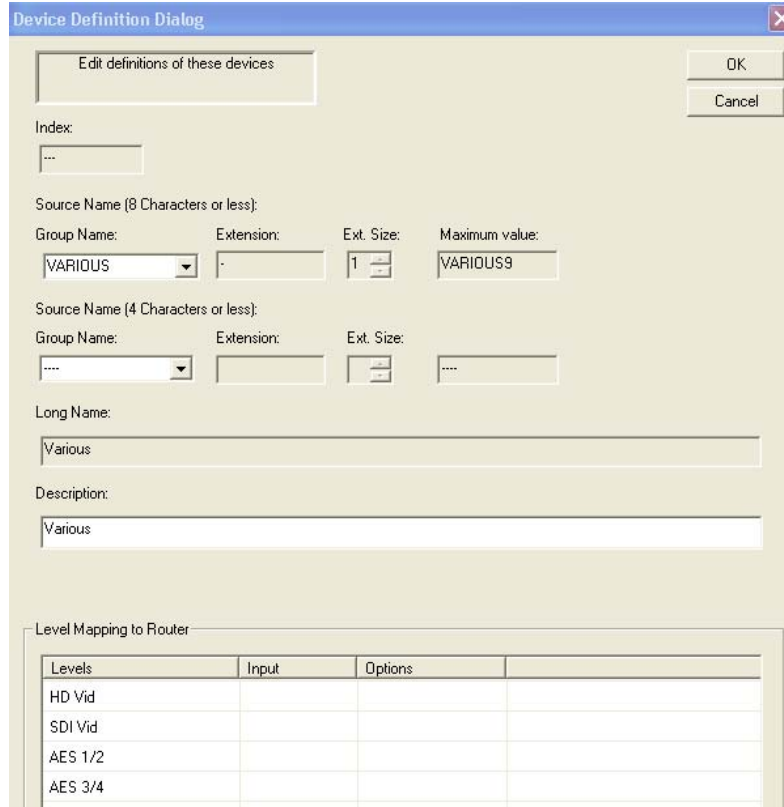 Device Definition Dialog
Edit definitions of these devices
OK
Cancel
Index:
---
Source Name (8 Characters or less):
Group Name: Extension: Ext. Size: Maximum value:
VARIOUS - 1 VARIOUS9
Source Name (4 Characters or less):
Group Name: Extension: Ext. Size:
---- ----
Long Name:
Various
Description:
Various
Level Mapping to Router
Levels Input Options
HD Vid
SDI Vid
AES 1/2
AES 3/4